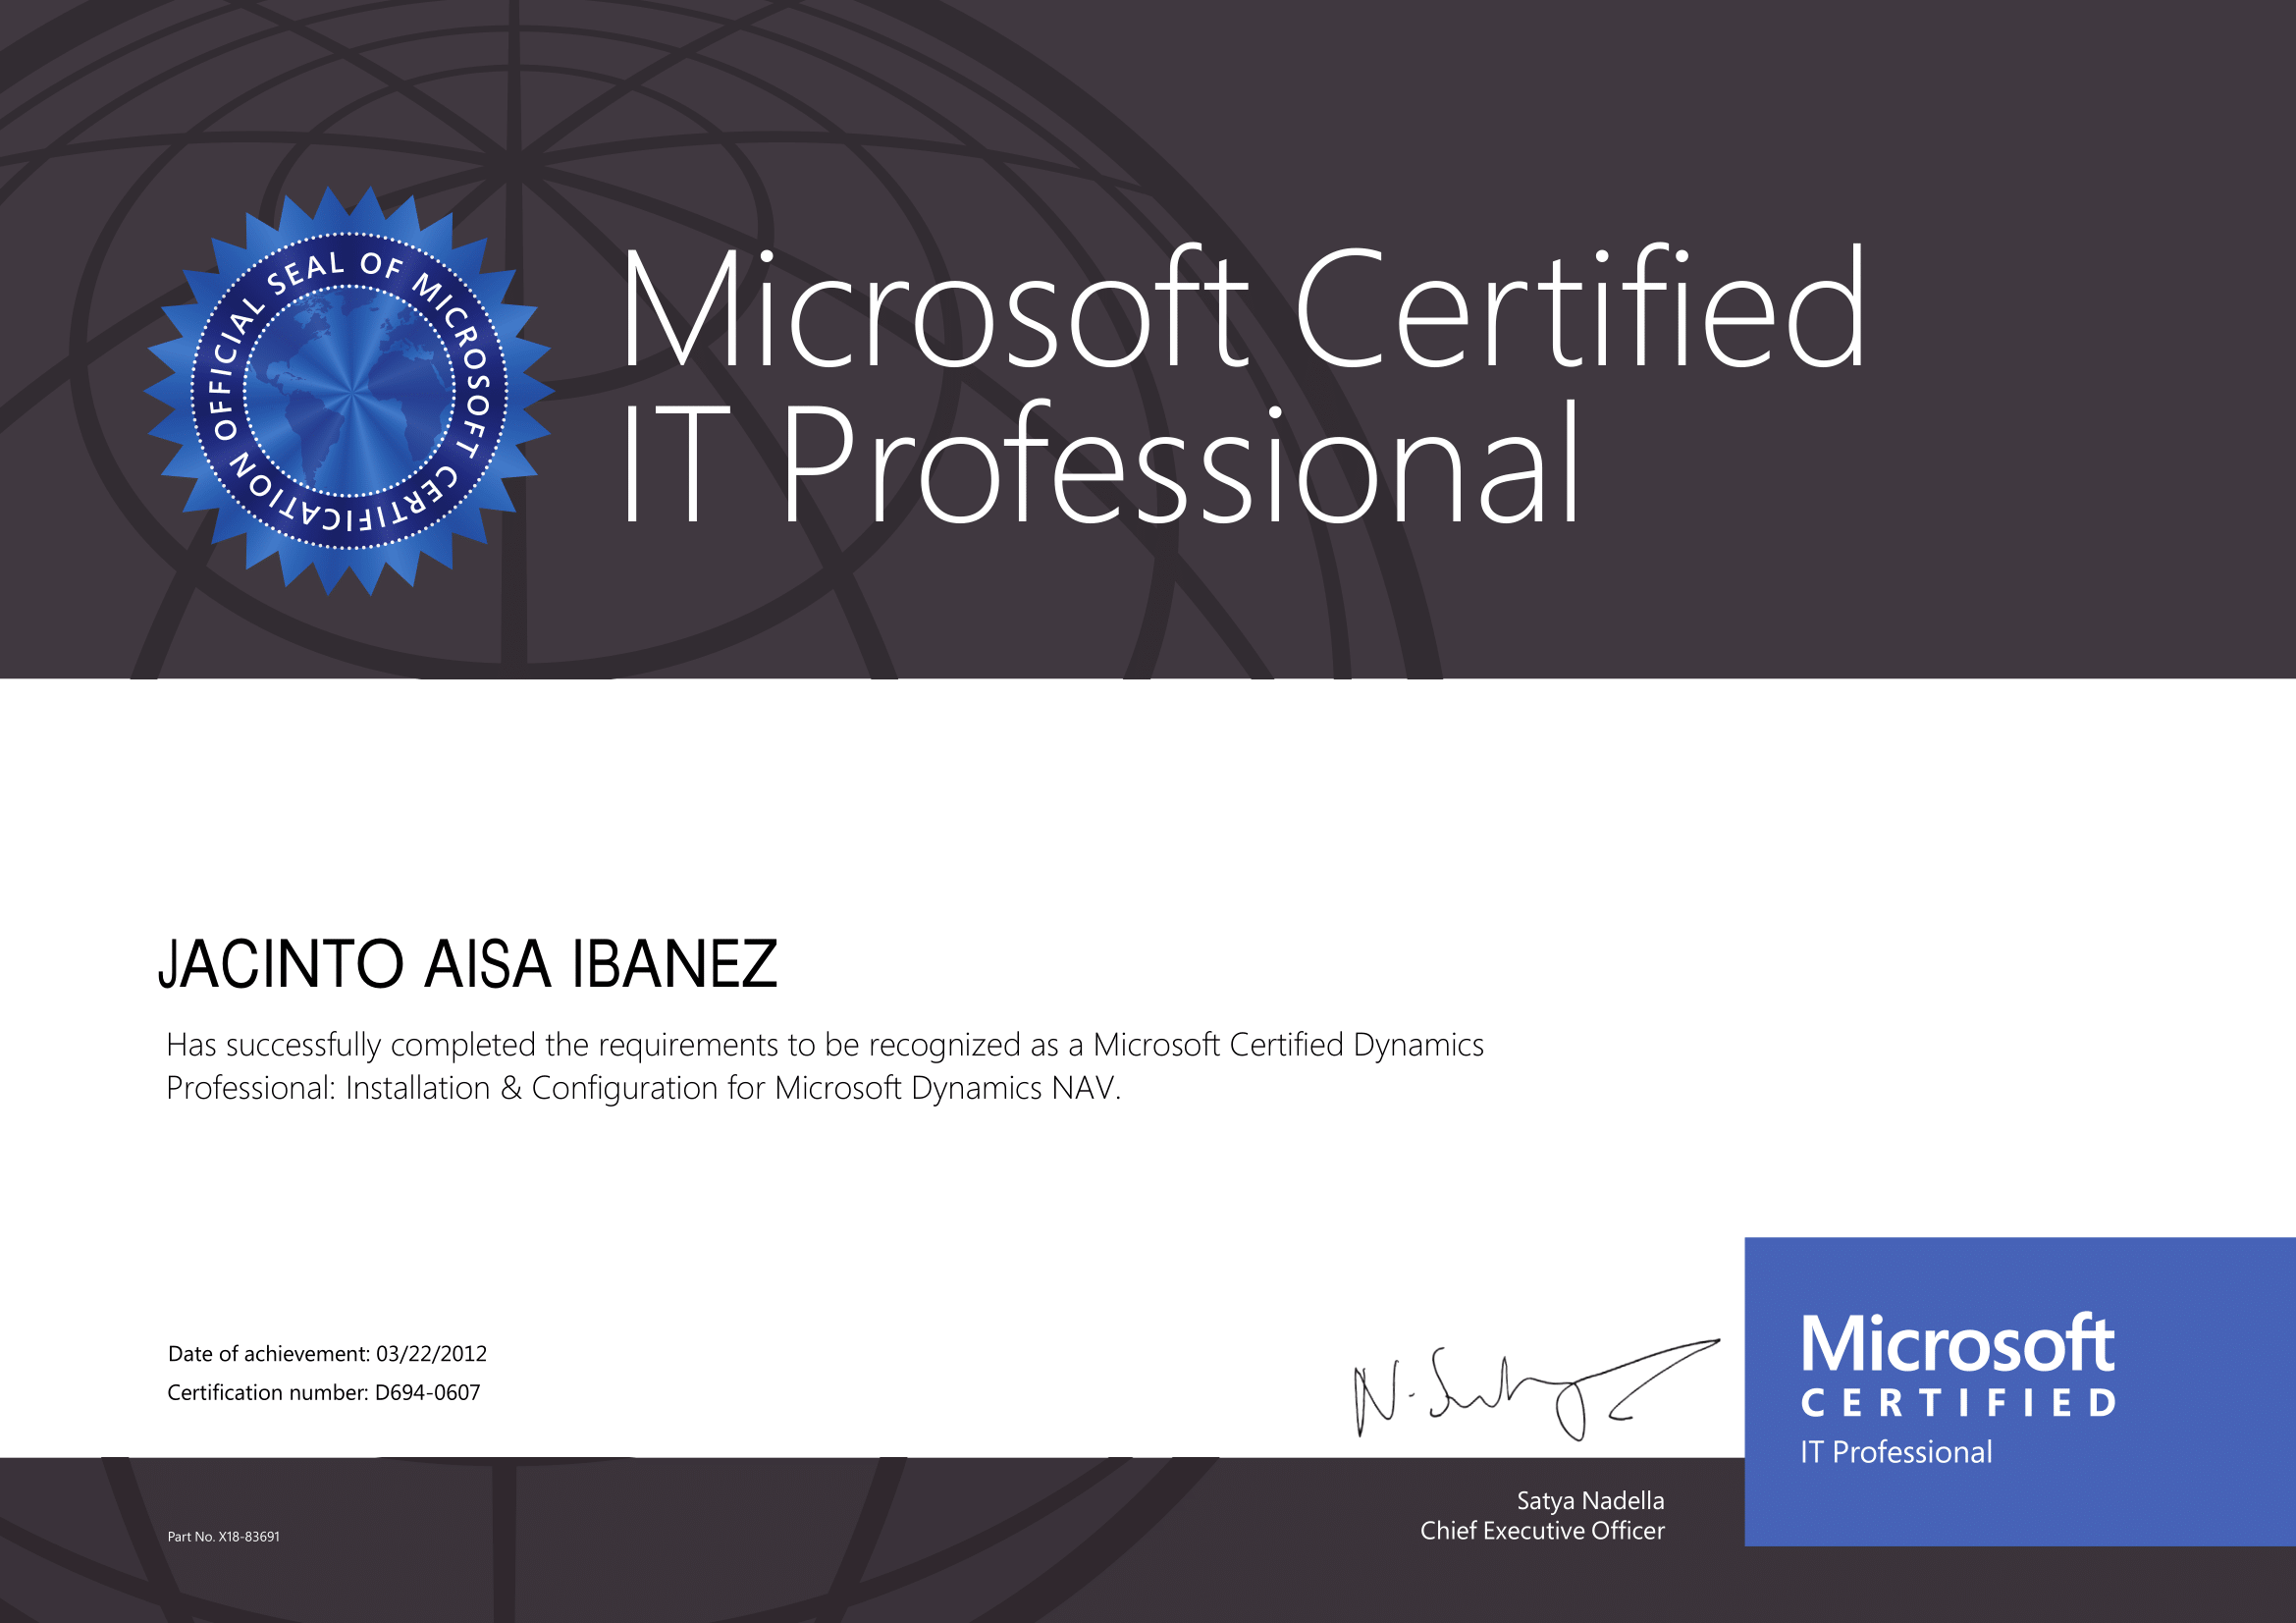 OFFICIAL SEAL OF MICROSOFT CERTIFICATION
Microsoft Certified
IT Professional
JACINTO AISA IBANEZ
Has successfully completed the requirements to be recognized as a Microsoft Certified Dynamics
Professional: Installation & Configuration for Microsoft Dynamics NAV.
Date of achievement: 03/22/2012
Certification number: D694-0607
Microsoft
CERTIFIED
IT Professional
Satya Nadella
Chief Executive Officer
Part No. X18-83691